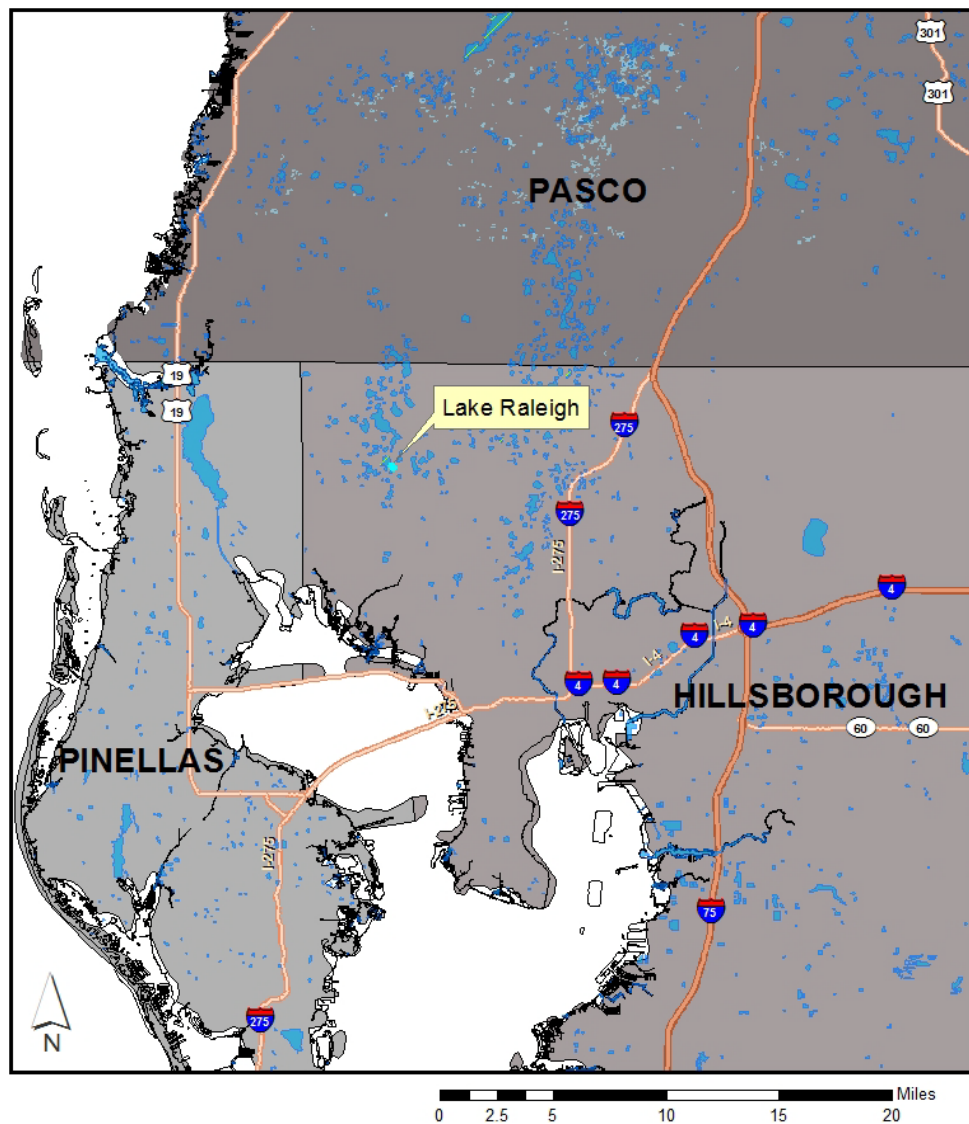 301
301
PASCO
19
19
Lake Raleigh
275
275
I-275
4
4
I-4
4
I-4
4
4
HILLSBOROUGH
I-275
60
60
PINELLAS
I-275
75
275
N
Miles
0 2.5 5 10 15 20